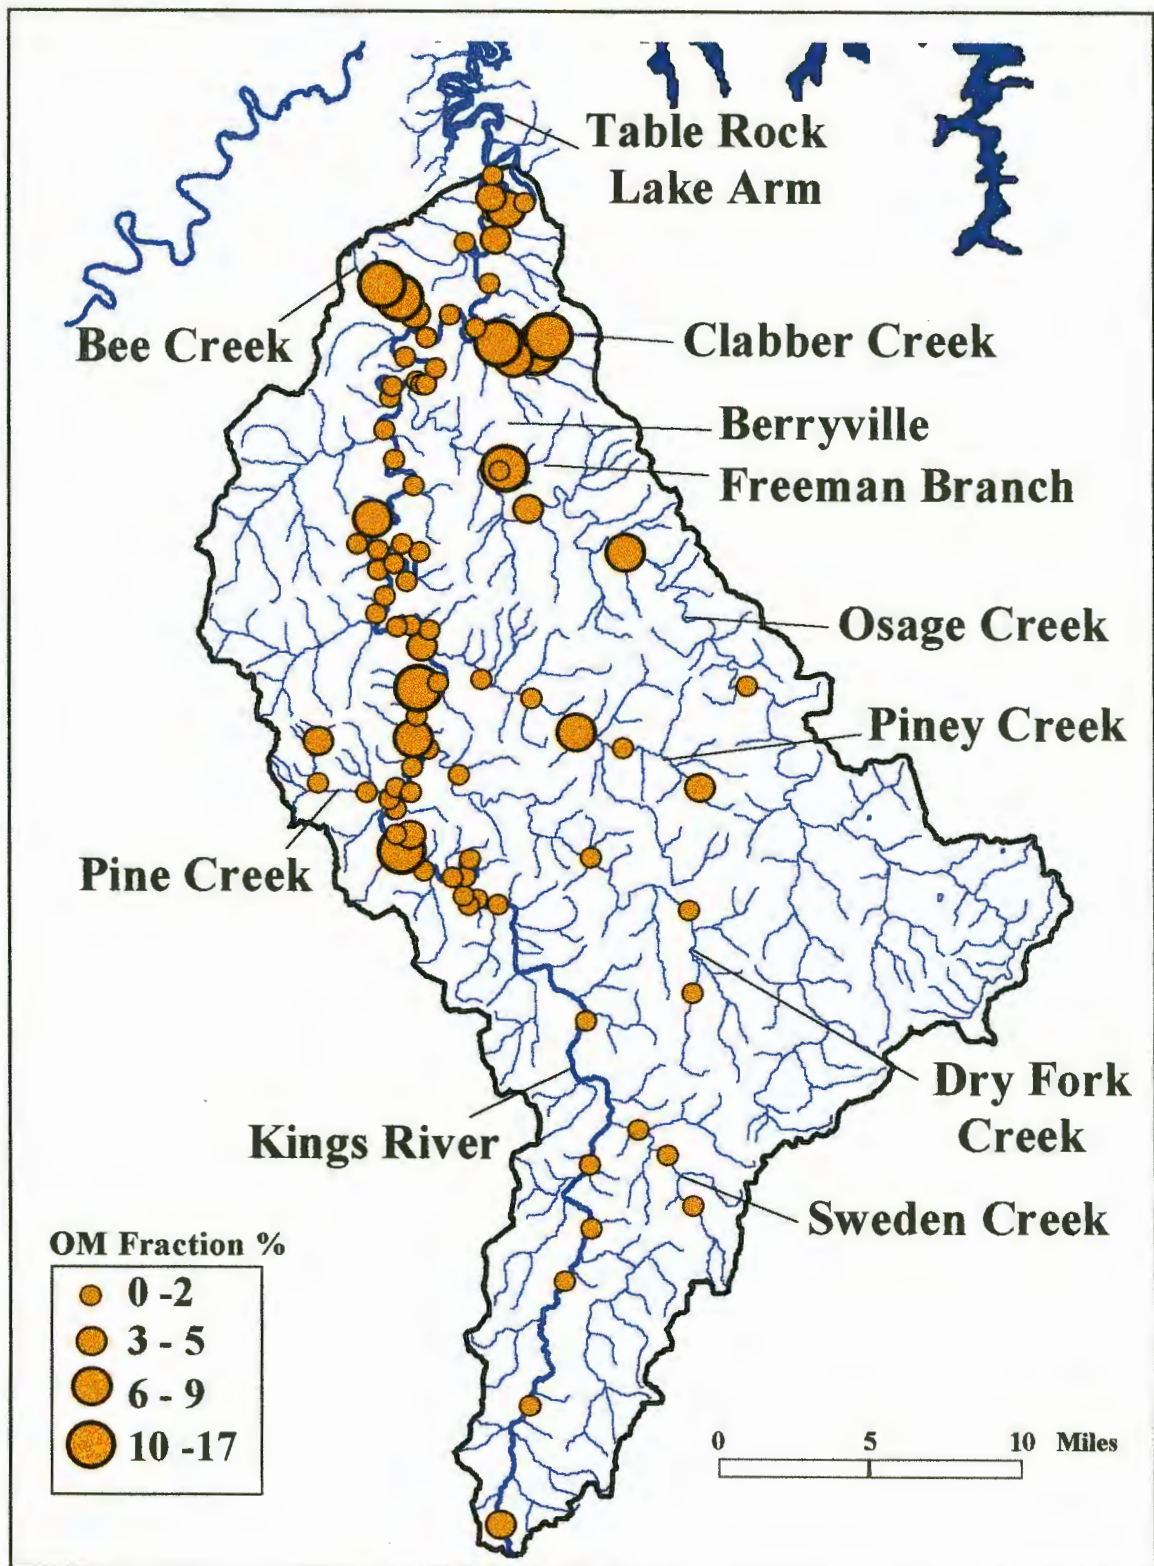 Table Rock
Lake Arm
Bee Creek
Clabber Creek
Berryville
Freeman Branch
Osage Creek
Piney Creek
Pine Creek
Dry Fork
Creek
Kings River
Sweden Creek
OM Fraction %
0 -2
3 - 5
6 - 9
10 -17
0 5 10 Miles